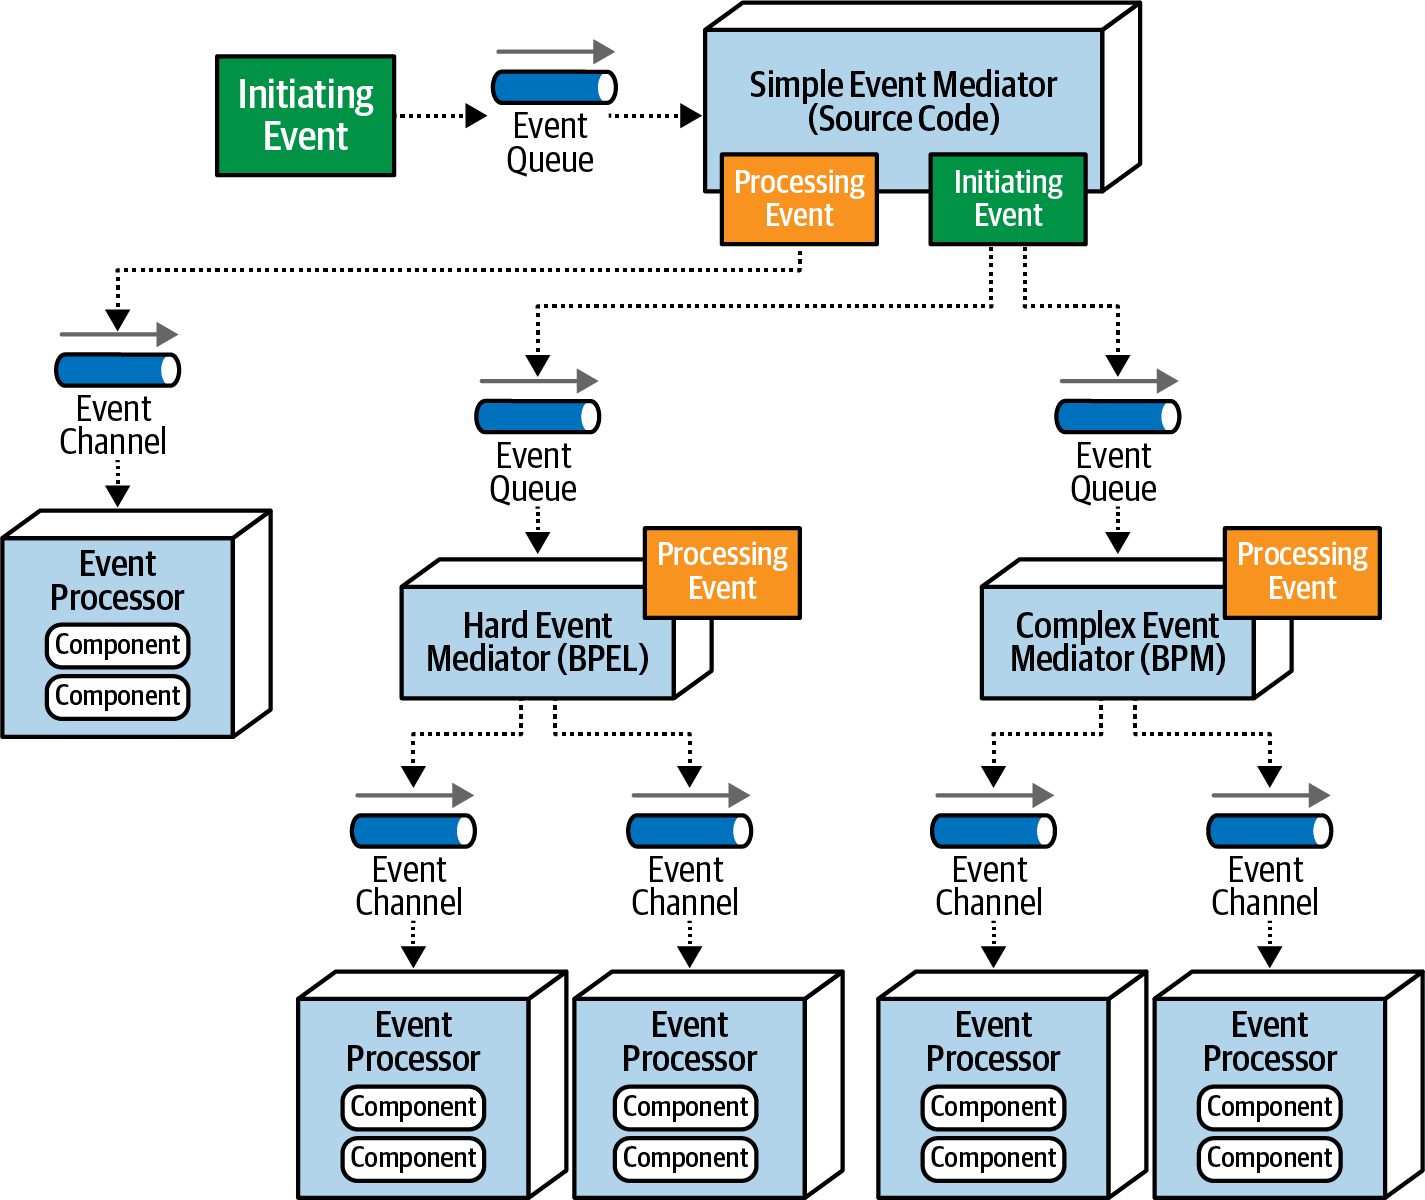 Initiating
Event
Event
Queue
Simple Event Mediator
(Source Code)
Processing
Event
Initiating
Event
Event
Channel
Event
Queue
Event
Queue
Event
Processor
Component
Component
Processing
Event
Hard Event
Mediator (BPEL)
Processing
Event
Complex Event
Mediator (BPM)
Event
Channel
Event
Channel
Event
Channel
Event
Channel
Event
Processor
Component
Component
Event
Processor
Component
Component
Event
Processor
Component
Component
Event
Processor
Component
Component